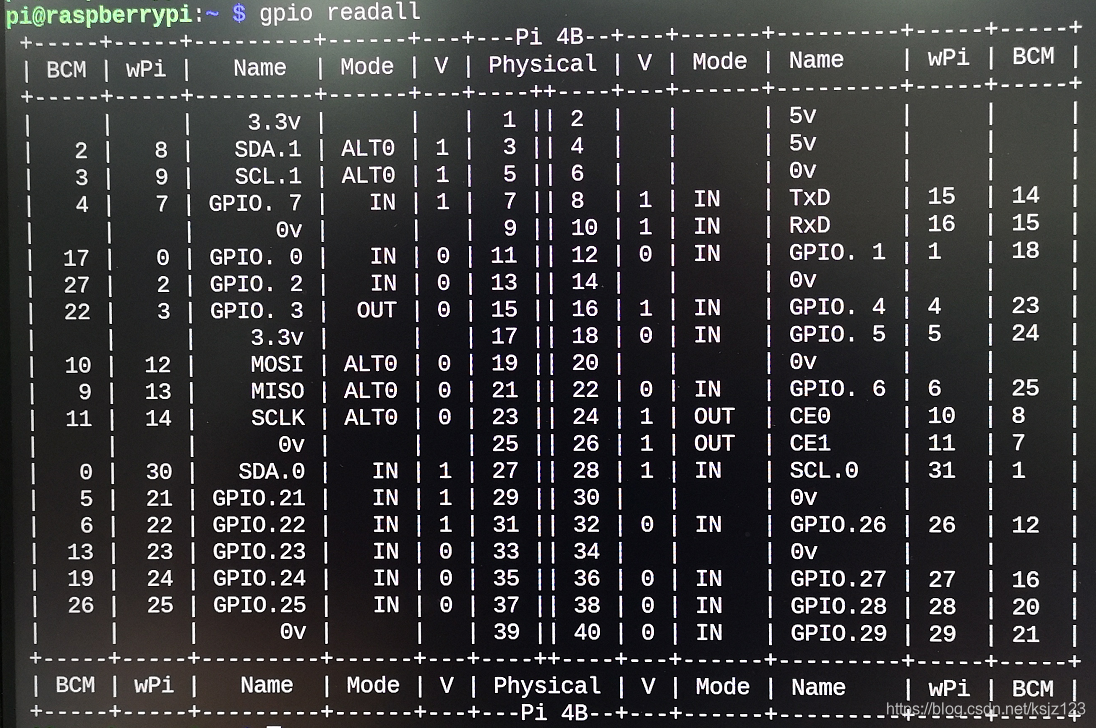 pi@raspberrypi:~ $ gpio readall
+-----+-----+---------+------+---+---Pi 4B--+---+------+---------+-----+-----+
| BCM | wPi |   Name  | Mode | V | Physical | V | Mode | Name    | wPi | BCM |
+-----+-----+---------+------+---+----++----+---+------+---------+-----+-----+
|     |     |    3.3v |      |   |  1 || 2  |   |      | 5v      |     |     |
|   2 |   8 |   SDA.1 | ALT0 | 1 |  3 || 4  |   |      | 5v      |     |     |
|   3 |   9 |   SCL.1 | ALT0 | 1 |  5 || 6  |   |      | 0v      |     |     |
|   4 |   7 | GPIO. 7 |   IN | 1 |  7 || 8  | 1 | IN   | TxD     | 15  | 14  |
|     |     |      0v |      |   |  9 || 10 | 1 | IN   | RxD     | 16  | 15  |
|  17 |   0 | GPIO. 0 |   IN | 0 | 11 || 12 | 0 | IN   | GPIO. 1 | 1   | 18  |
|  27 |   2 | GPIO. 2 |   IN | 0 | 13 || 14 |   |      | 0v      |     |     |
|  22 |   3 | GPIO. 3 |  OUT | 0 | 15 || 16 | 1 | IN   | GPIO. 4 | 4   | 23  |
|     |     |    3.3v |      |   | 17 || 18 | 0 | IN   | GPIO. 5 | 5   | 24  |
|  10 |  12 |    MOSI | ALT0 | 0 | 19 || 20 |   |      | 0v      |     |     |
|   9 |  13 |    MISO | ALT0 | 0 | 21 || 22 | 0 | IN   | GPIO. 6 | 6   | 25  |
|  11 |  14 |    SCLK | ALT0 | 0 | 23 || 24 | 1 | OUT  | CE0     | 10  | 8   |
|     |     |      0v |      |   | 25 || 26 | 1 | OUT  | CE1     | 11  | 7   |
|   0 |  30 |   SDA.0 |   IN | 1 | 27 || 28 | 1 | IN   | SCL.0   | 31  | 1   |
|   5 |  21 | GPIO.21 |   IN | 1 | 29 || 30 |   |      | 0v      |     |     |
|   6 |  22 | GPIO.22 |   IN | 1 | 31 || 32 | 0 | IN   | GPIO.26 | 26  | 12  |
|  13 |  23 | GPIO.23 |   IN | 0 | 33 || 34 |   |      | 0v      |     |     |
|  19 |  24 | GPIO.24 |   IN | 0 | 35 || 36 | 0 | IN   | GPIO.27 | 27  | 16  |
|  26 |  25 | GPIO.25 |   IN | 0 | 37 || 38 | 0 | IN   | GPIO.28 | 28  | 20  |
|     |     |      0v |      |   | 39 || 40 | 0 | IN   | GPIO.29 | 29  | 21  |
+-----+-----+---------+------+---+----++----+---+------+---------+-----+-----+
| BCM | wPi |   Name  | Mode | V | Physical | V | Mode | Name    | wPi | BCM |
+-----+-----+---------+------+---+---Pi 4B--+---+------+---------+-----+-----+
https://blog.csdn.net/ksjz123